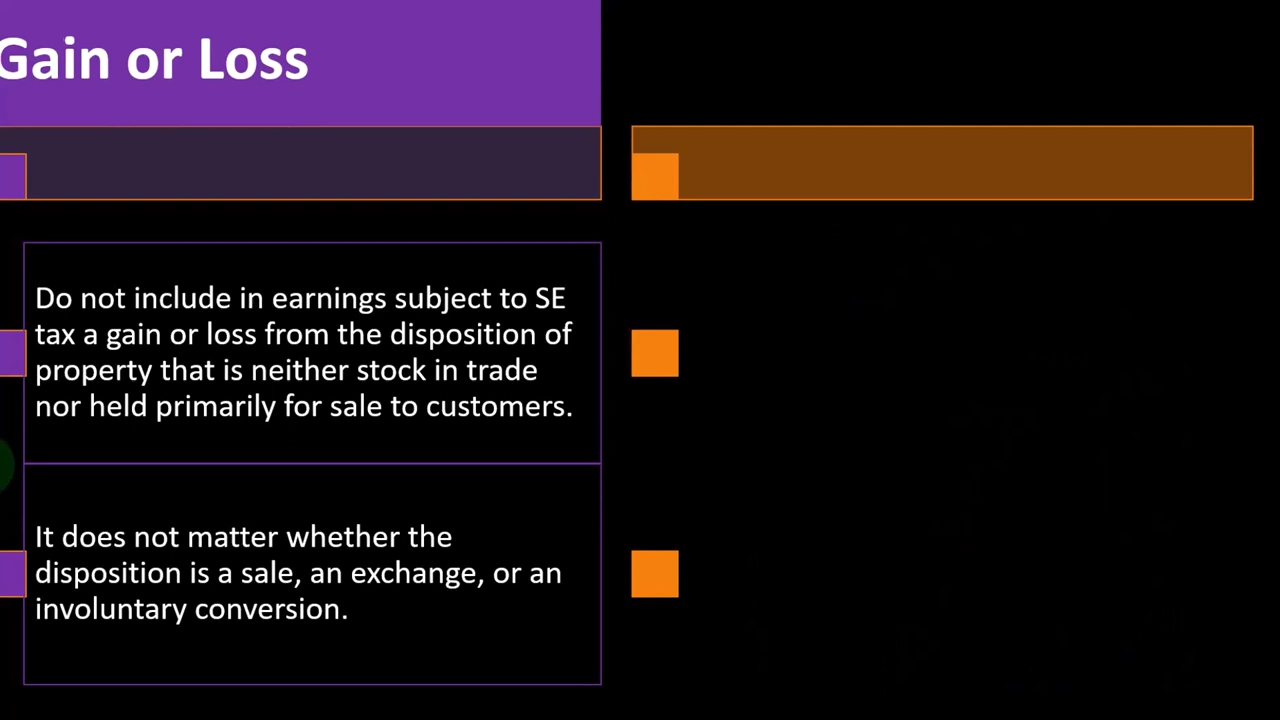 Gain or Loss
Do not include in earnings subject to SE
tax a gain or loss from the disposition of
property that is neither stock in trade
nor held primarily for sale to customers.
It does not matter whether the
disposition is a sale, an exchange, or an
involuntary conversion.